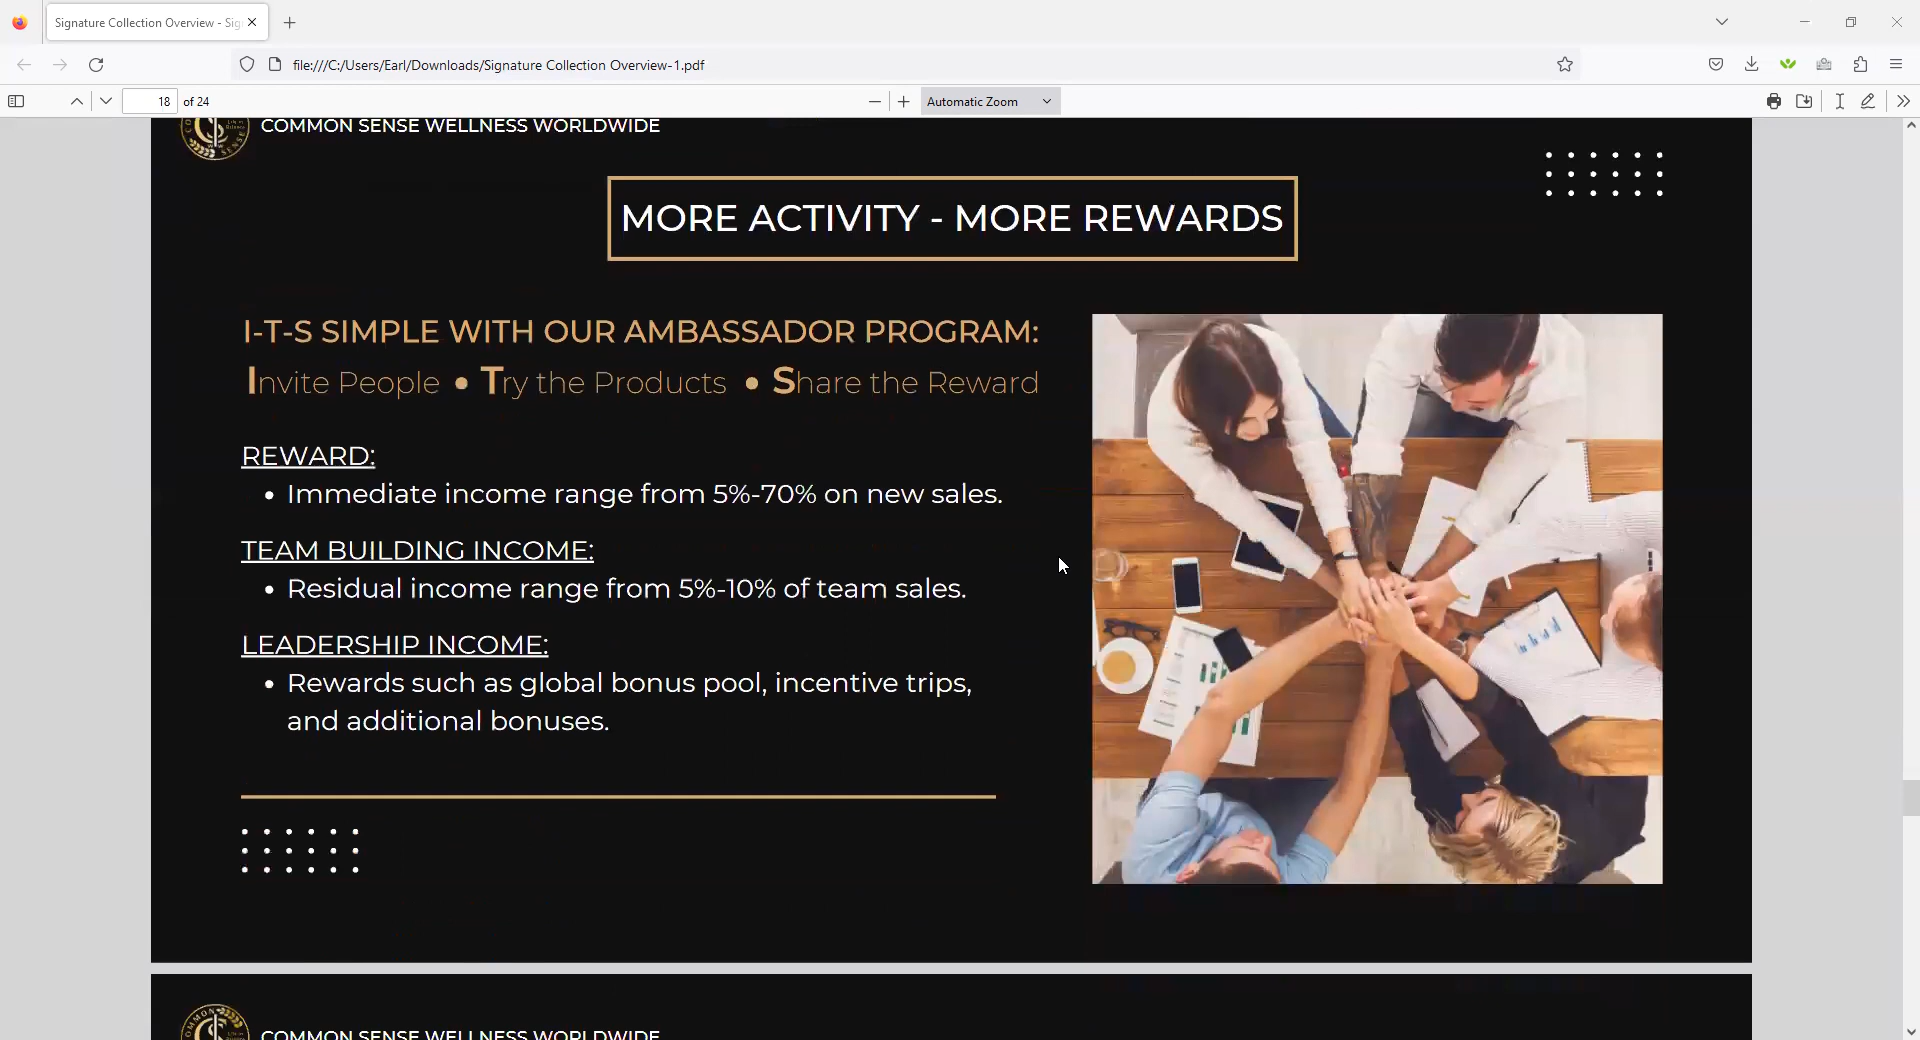 Signature Collection Overview - Sig
file:///C:/Users/Earl/Downloads/Signature Collection Overview-1.pdf
18 of 24
Automatic Zoom
COMMON SENSE WELLNESS WORLDWIDE
MORE ACTIVITY - MORE REWARDS
I-T-S SIMPLE WITH OUR AMBASSADOR PROGRAM:
Invite People • Try the Products • Share the Reward
REWARD:
• Immediate income range from 5%-70% on new sales.
TEAM BUILDING INCOME:
• Residual income range from 5%-10% of team sales.
LEADERSHIP INCOME:
• Rewards such as global bonus pool, incentive trips,
and additional bonuses.
COMMON
COMMON SENSE WELLNESS WORLDWIDE